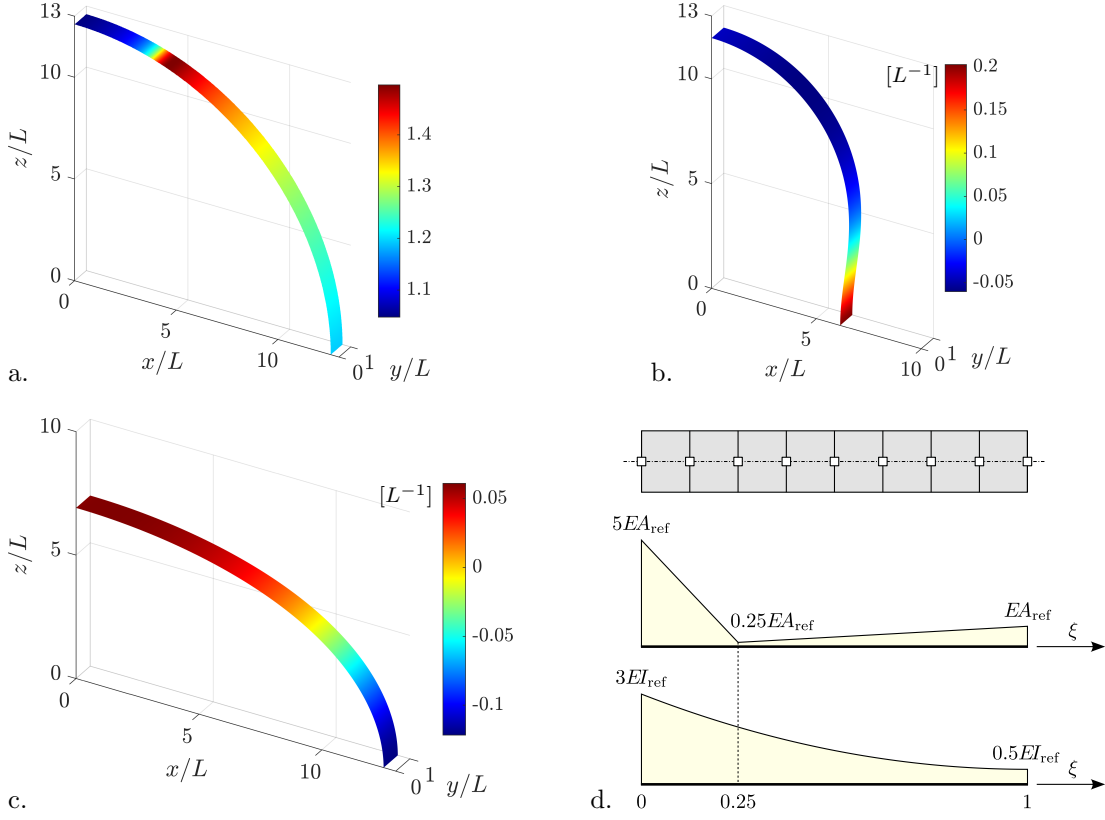 13
10
5
0
z/L
0
5
10
x/L
0
1
y/L
1.4
1.3
1.2
1.1
a.
13
10
5
0
z/L
0
5
10
x/L
0
1
y/L
[L⁻¹]
0.2
0.15
0.1
0.05
0
-0.05
b.
10
5
0
z/L
0
5
10
x/L
0
1
y/L
[L⁻¹]
0.05
0
-0.05
-0.1
c.
5EA_ref
0.25EA_ref
EA_ref
ξ
3EI_ref
0.5EI_ref
ξ
0
0.25
1
d.